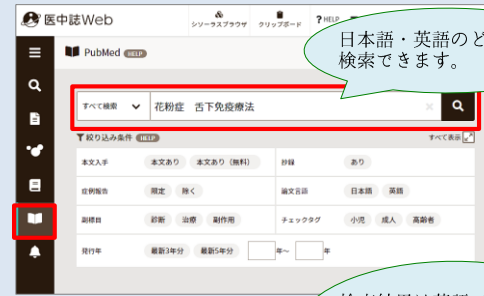 医中誌Web
シソーラスブラウザ クリップボード ?HELP
日本語・英語のど
検索できます。
PubMed HELP
すべて検索 花粉症 舌下免疫療法
絞り込み条件 HELP すべて表示
本文入手 本文あり 本文あり（無料） 抄録 あり
症例報告 限定 除く 論文言語 日本語 英語
副標目 診断 治療 副作用 チェックタグ 小児 成人 高齢者
発行年 最新3年分 最新5年分 年～ 年